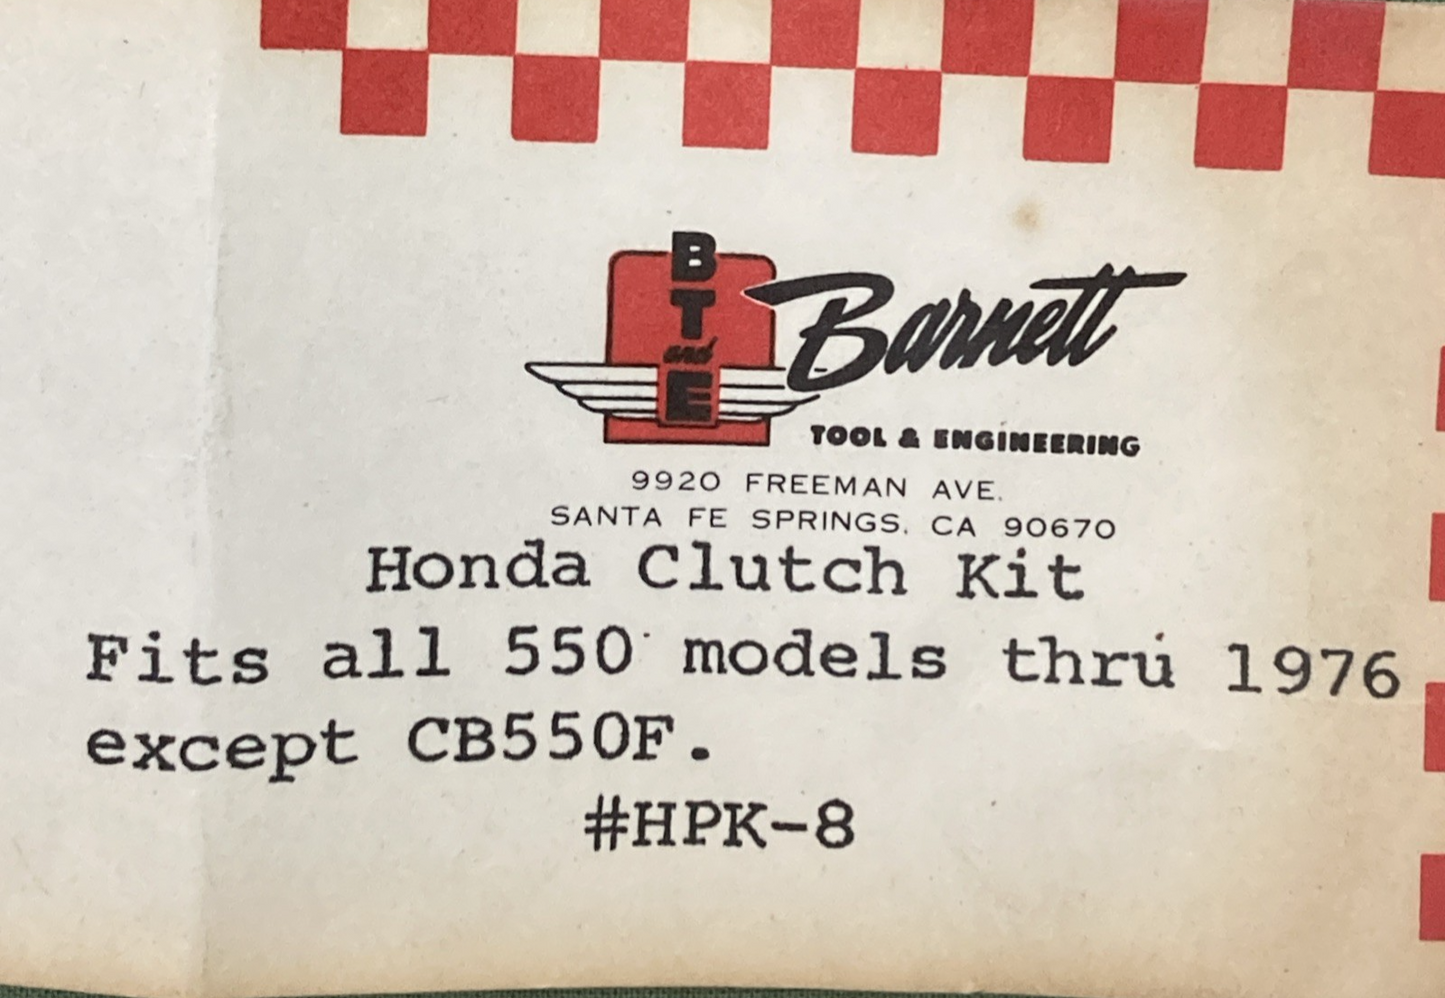 B
T
and
E
Barnett
TOOL & ENGINEERING
9920 FREEMAN AVE.
SANTA FE SPRINGS, CA 90670
Honda Clutch Kit
Fits all 550 models thru 1976
except CB550F.
#HPK-8